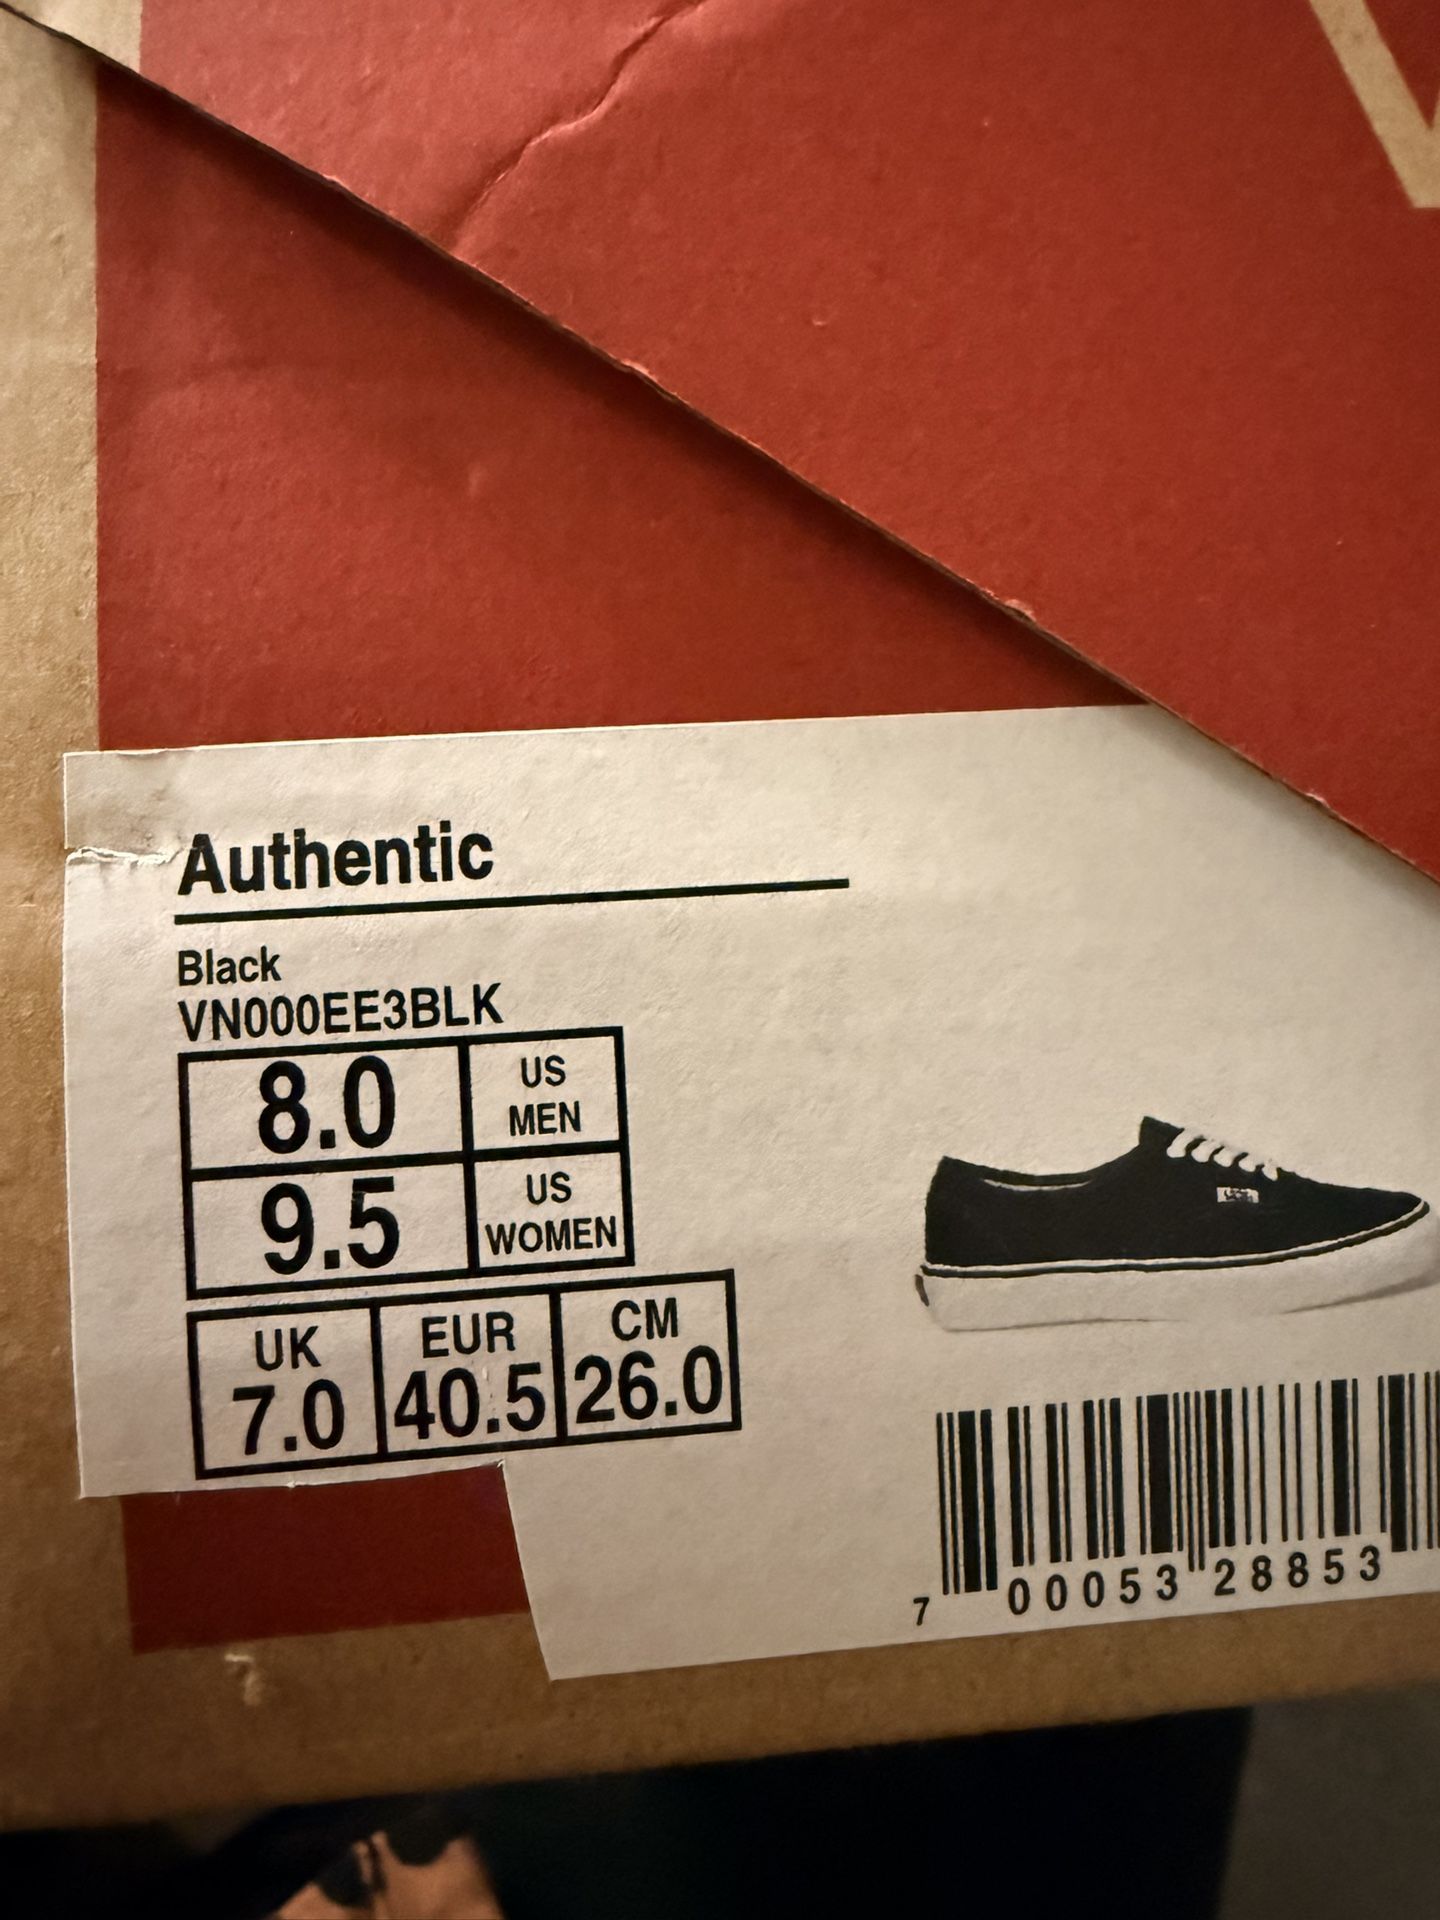 Authentic
Black
VN000EE3BLK
8.0 US MEN
9.5 US WOMEN
UK EUR CM
7.0 40.5 26.0
7 00053 28853